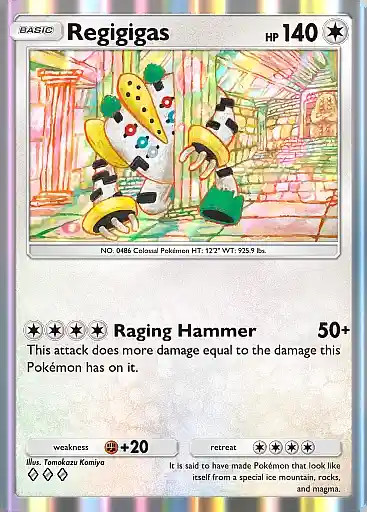 BASIC Regigigas HP 140
NO. 0486 Colossal Pokémon HT: 12'2" WT: 925.9 lbs.
Raging Hammer 50+
This attack does more damage equal to the damage this
Pokémon has on it.
weakness +20 retreat
Illus. Tomokazu Komiya
It is said to have made Pokémon that look like
itself from a special ice mountain, rocks,
and magma.